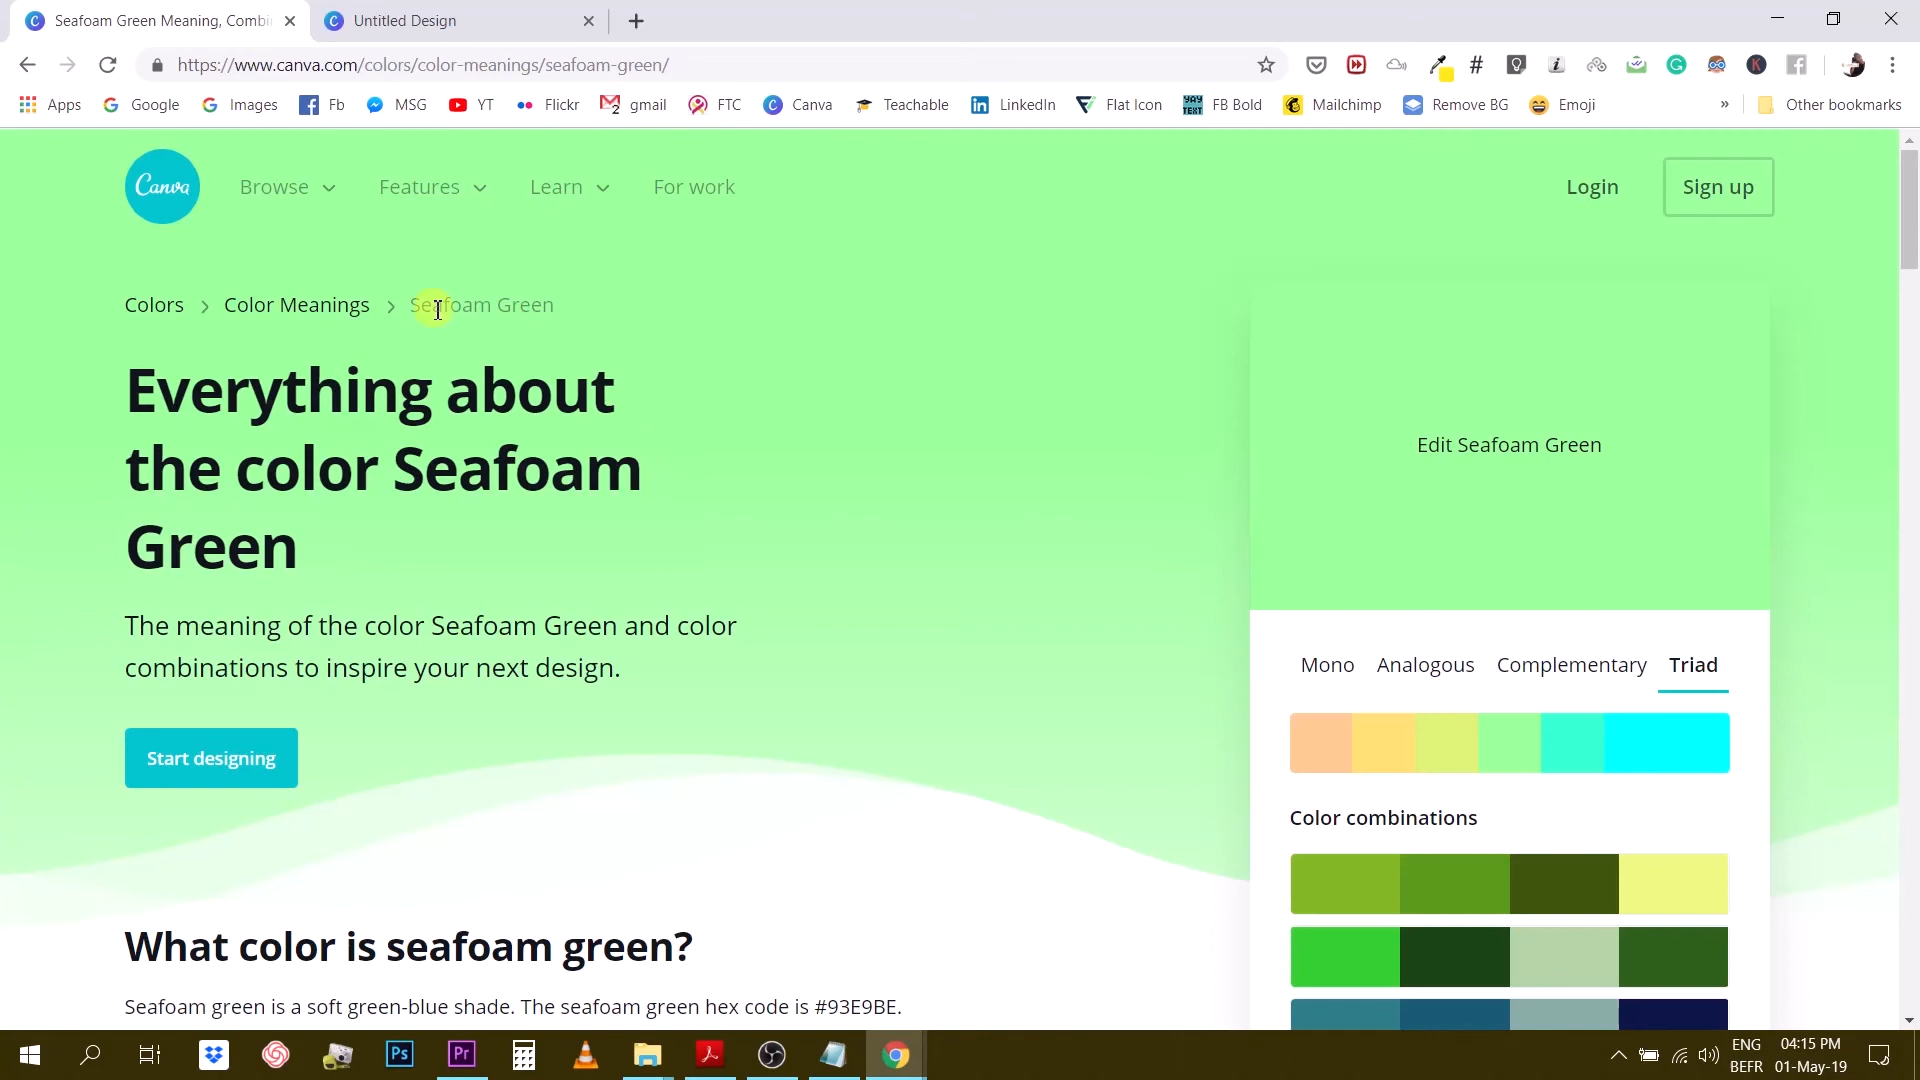 Seafoam Green Meaning, Combi
Untitled Design
https://www.canva.com/colors/color-meanings/seafoam-green/
Apps
Google
Images
Fb
MSG
YT
Flickr
gmail
FTC
Canva
Teachable
LinkedIn
Flat Icon
FB Bold
Mailchimp
Remove BG
Emoji
»
Other bookmarks
Canva
Browse
Features
Learn
For work
Login
Sign up
Colors > Color Meanings > Seafoam Green
Everything about
the color Seafoam
Green
The meaning of the color Seafoam Green and color
combinations to inspire your next design.
Start designing
Edit Seafoam Green
Mono
Analogous
Complementary
Triad
Color combinations
What color is seafoam green?
Seafoam green is a soft green-blue shade. The seafoam green hex code is #93E9BE.
Ps
Pr
ENG
BEFR
04:15 PM
01-May-19